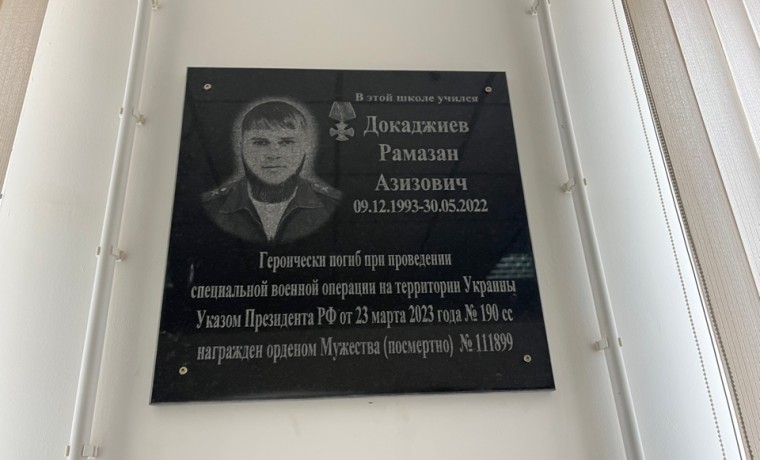 В этой школе учился
Докаджиев
Рамазан
Азизович
09.12.1993-30.05.2022
Героически погиб при проведении
специальной военной операции на территории Украины
Указом Президента РФ от 23 марта 2023 года № 190 сс
награжден орденом Мужества (посмертно) № 111899